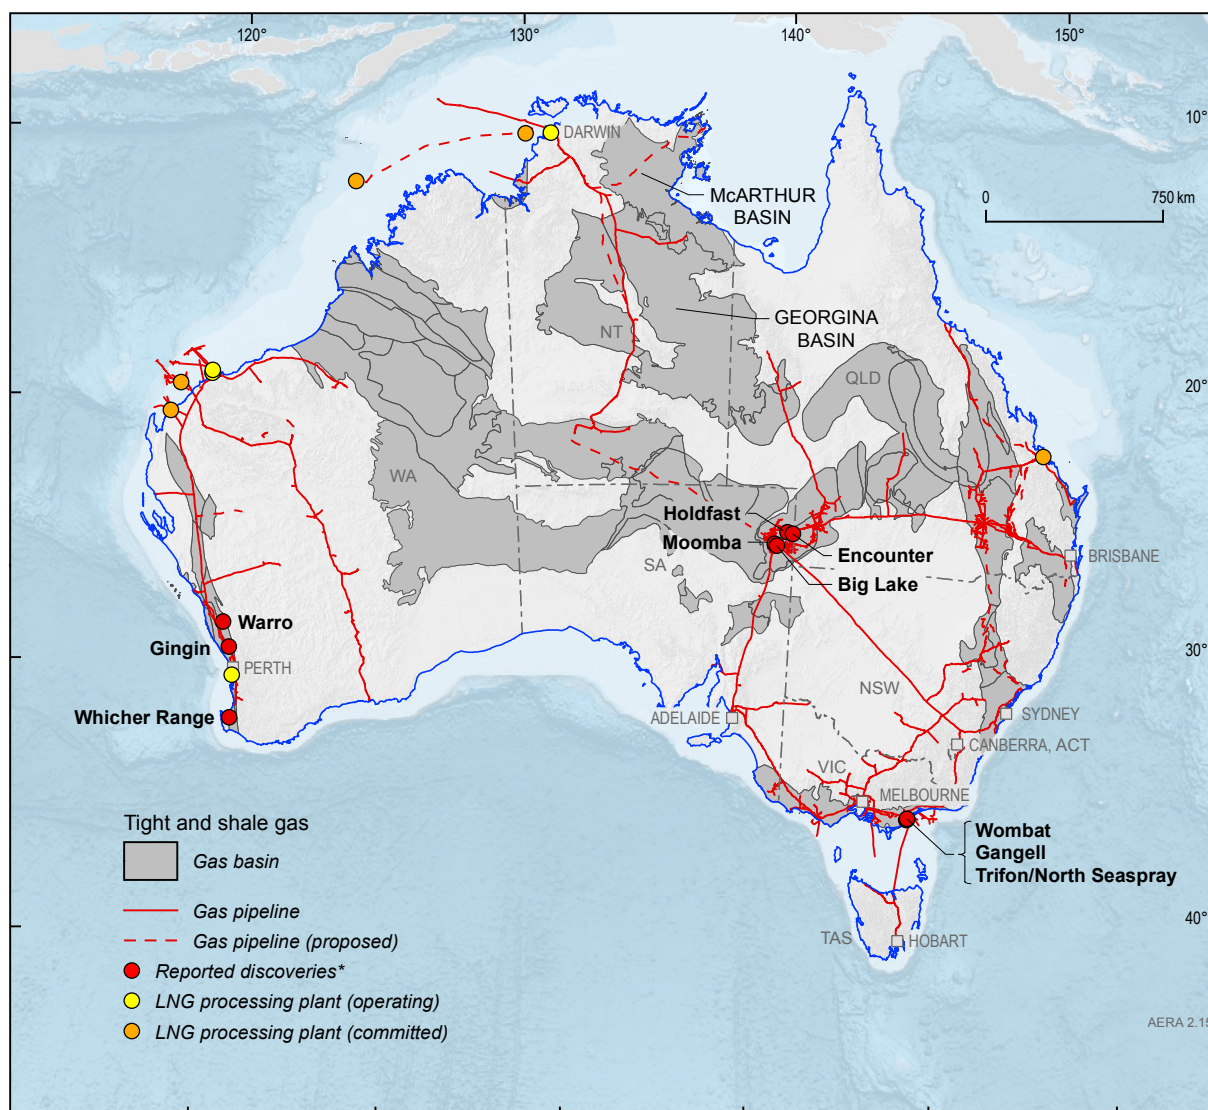 120°
130°
140°
150°
10°
DARWIN
McARTHUR
BASIN
0
750 km
GEORGINA
BASIN
NT
QLD
20°
WA
Holdfast
Moomba
Encounter
Big Lake
SA
BRISBANE
Warro
Gingin
PERTH
30°
Whicher Range
NSW
ADELAIDE
SYDNEY
CANBERRA, ACT
VIC
MELBOURNE
Wombat
Gangell
Trifon/North Seaspray
Tight and shale gas
Gas basin
Gas pipeline
Gas pipeline (proposed)
Reported discoveries*
LNG processing plant (operating)
LNG processing plant (committed)
TAS
HOBART
40°
AERA 2.15